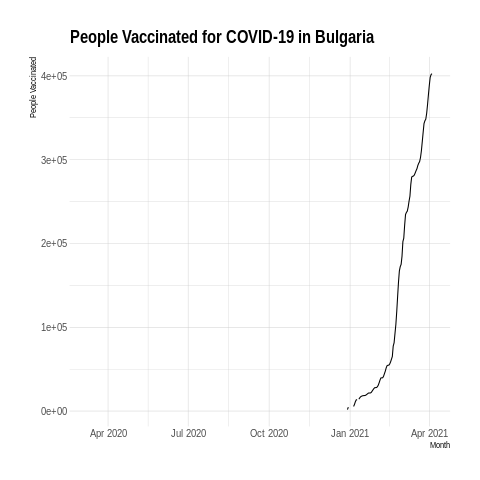 People Vaccinated for COVID-19 in Bulgaria
People Vaccinated
4e+05
3e+05
2e+05
1e+05
0e+00
Apr 2020 Jul 2020 Oct 2020 Jan 2021 Apr 2021
Month